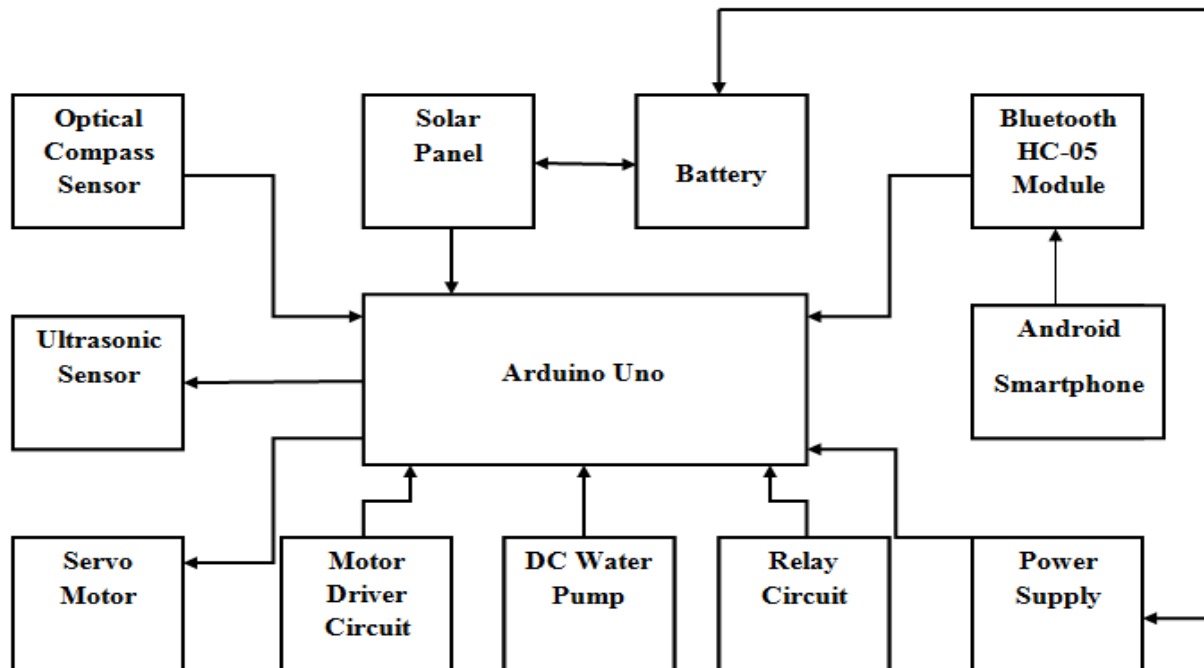 Optical
Compass
Sensor
Solar
Panel
Battery
Bluetooth
HC-05
Module
Ultrasonic
Sensor
Arduino Uno
Android
Smartphone
Servo
Motor
Motor
Driver
Circuit
DC Water
Pump
Relay
Circuit
Power
Supply